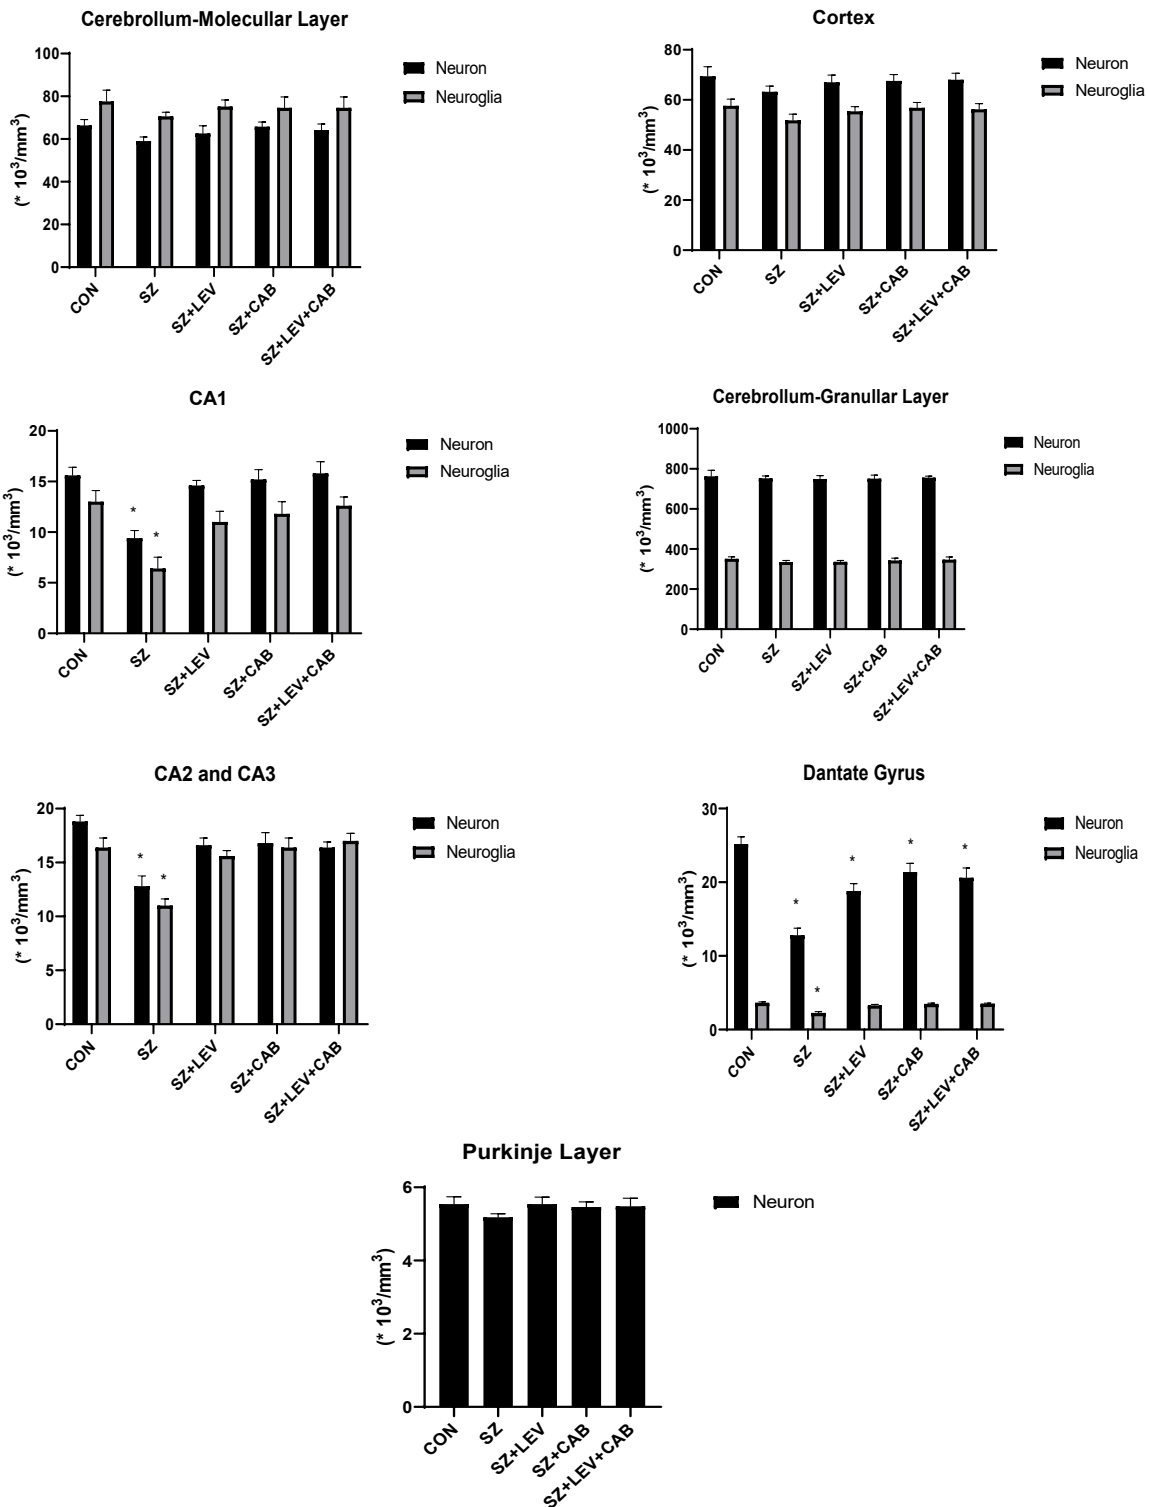 Cerebrollum-Molecullar Layer
(* 10³/mm³)
100
80
60
40
20
0
CON
SZ
SZ+LEV
SZ+CAB
SZ+LEV+CAB
Neuron
Neuroglia
Cortex
(* 10³/mm³)
80
60
40
20
0
CON
SZ
SZ+LEV
SZ+CAB
SZ+LEV+CAB
Neuron
Neuroglia
CA1
(* 10³/mm³)
20
15
10
5
0
* *
CON
SZ
SZ+LEV
SZ+CAB
SZ+LEV+CAB
Neuron
Neuroglia
Cerebrollum-Granullar Layer
(* 10³/mm³)
1000
800
600
400
200
0
CON
SZ
SZ+LEV
SZ+CAB
SZ+LEV+CAB
Neuron
Neuroglia
CA2 and CA3
(* 10³/mm³)
20
15
10
5
0
* *
CON
SZ
SZ+LEV
SZ+CAB
SZ+LEV+CAB
Neuron
Neuroglia
Dantate Gyrus
(* 10³/mm³)
30
20
10
0
* * * * *
CON
SZ
SZ+LEV
SZ+CAB
SZ+LEV+CAB
Neuron
Neuroglia
Purkinje Layer
(* 10³/mm³)
6
4
2
0
CON
SZ
SZ+LEV
SZ+CAB
SZ+LEV+CAB
Neuron